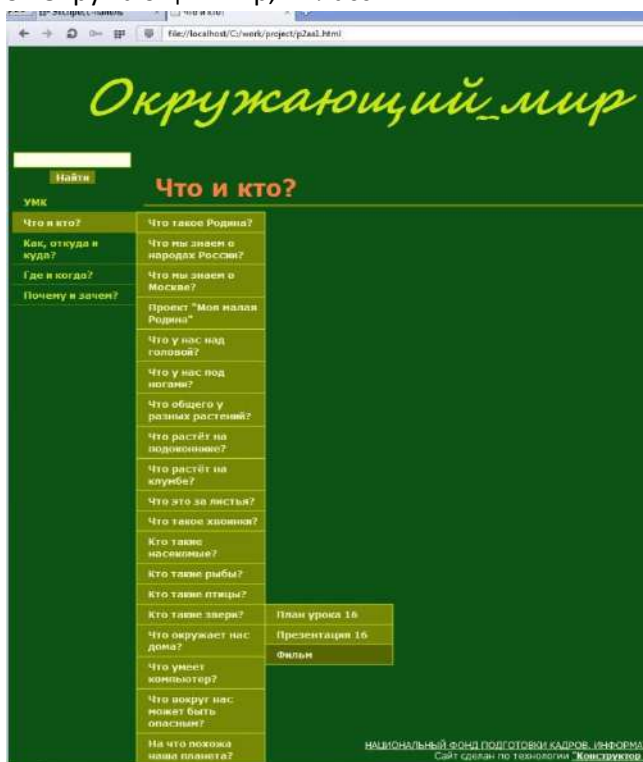 file://localhost/C:/work/project/p2aa1.html
Окружающий_мир
Найти
Что и кто?
УМК
Что и кто?
Как, откуда и
куда?
Где и когда?
Почему и зачем?
Что такое Родина?
Что мы знаем о
народах России?
Что мы знаем о
Москве?
Проект "Моя малая
Родина"
Что у нас над
головой?
Что у нас под
ногами?
Что общего у
разных растений?
Что растёт на
подоконнике?
Что растёт на
клумбе?
Что это за листья?
Что такое хвоинки?
Кто такие
насекомые?
Кто такие рыбы?
Кто такие птицы?
Кто такие звери?
Что окружает нас
дома?
Что умеет
компьютер?
Что вокруг нас
может быть
опасным?
На что похожа
наша планета?
План урока 16
Презентация 16
Фильм
НАЦИОНАЛЬНЫЙ ФОНД ПОДГОТОВКИ КАДРОВ. ИНФОРМА
Сайт сделан по технологии "Конструктор